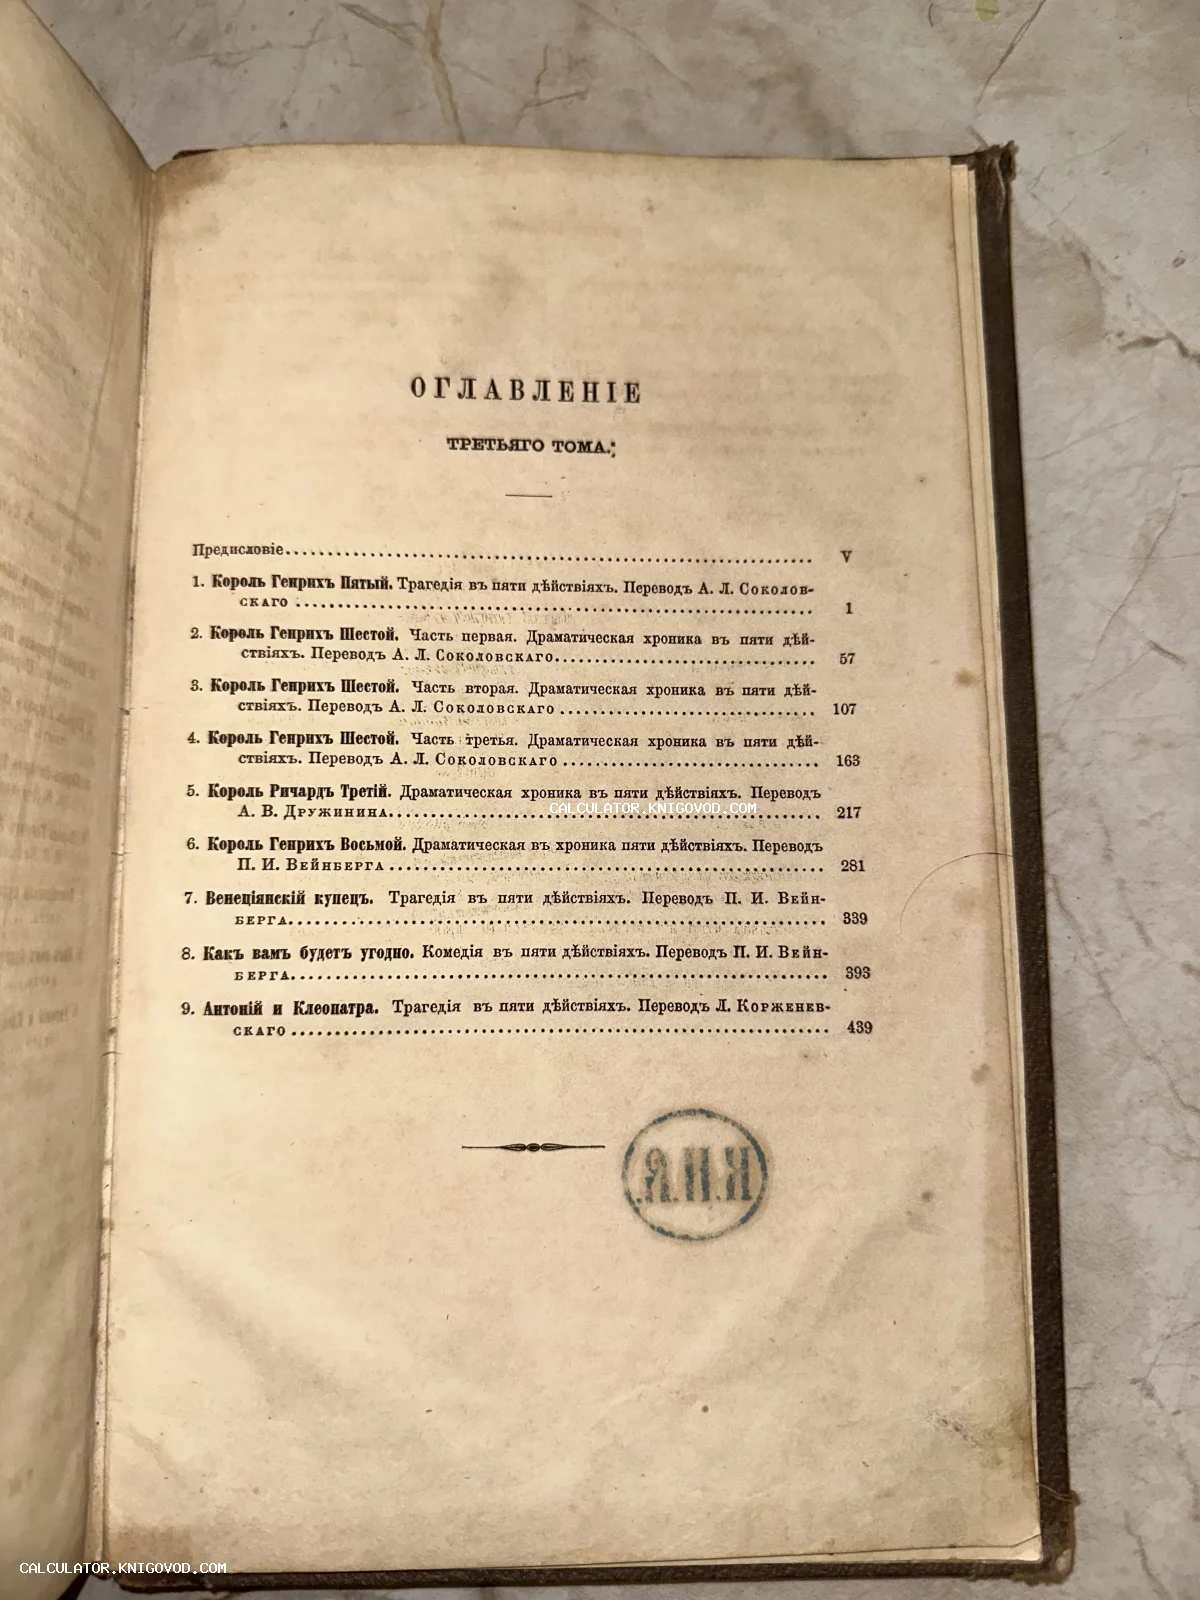 ОГЛАВЛЕНІЕ
ТРЕТЬЯГО ТОМА.
Предисловіе V
1. Король Генрихъ Пятый. Трагедія въ пяти дѣйствіяхъ. Переводъ А. Л. Соколов-
скаго 1
2. Король Генрихъ Шестой. Часть первая. Драматическая хроника въ пяти дѣй-
ствіяхъ. Переводъ А. Л. Соколовскаго 57
3. Король Генрихъ Шестой. Часть вторая. Драматическая хроника въ пяти дѣй-
ствіяхъ. Переводъ А. Л. Соколовскаго 107
4. Король Генрихъ Шестой. Часть третья. Драматическая хроника въ пяти дѣй-
ствіяхъ. Переводъ А. Л. Соколовскаго 163
5. Король Ричардъ Третій. Драматическая хроника въ пяти дѣйствіяхъ. Переводъ
А. В. Дружинина 217
CALCULATOR.KNIGOVOD.COM
6. Король Генрихъ Восьмой. Драматическая въ хроника пяти дѣйствіяхъ. Переводъ
П. И. Вейнберга 281
7. Венеціянскій купецъ. Трагедія въ пяти дѣйствіяхъ. Переводъ П. И. Вейн-
берга 339
8. Какъ вамъ будетъ угодно. Комедія въ пяти дѣйствіяхъ. Переводъ П. И. Вейн-
берга 393
9. Антоній и Клеопатра. Трагедія въ пяти дѣйствіяхъ. Переводъ Л. Корженев-
скаго 439
CALCULATOR.KNIGOVOD.COM